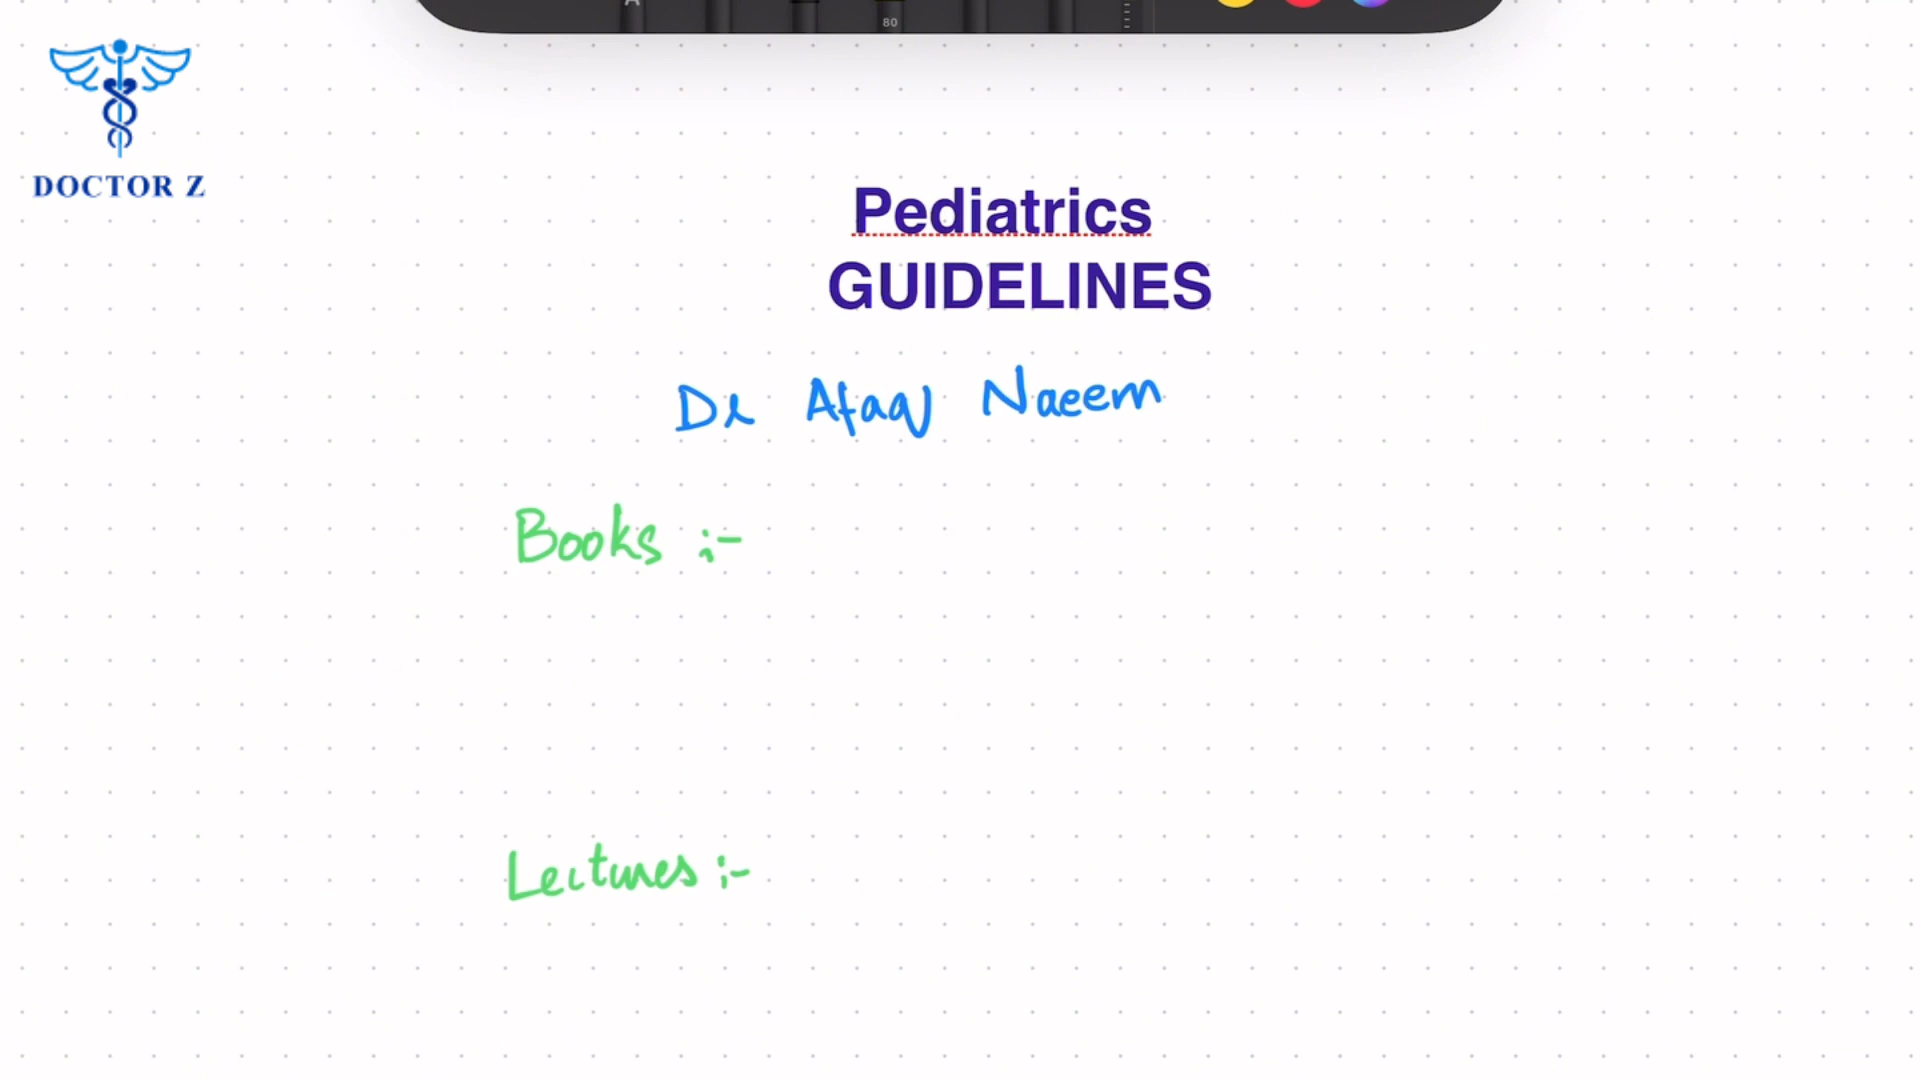 80
DOCTOR Z
Pediatrics
GUIDELINES
Dr Afaq Naeem
Books :-
Lectures :-